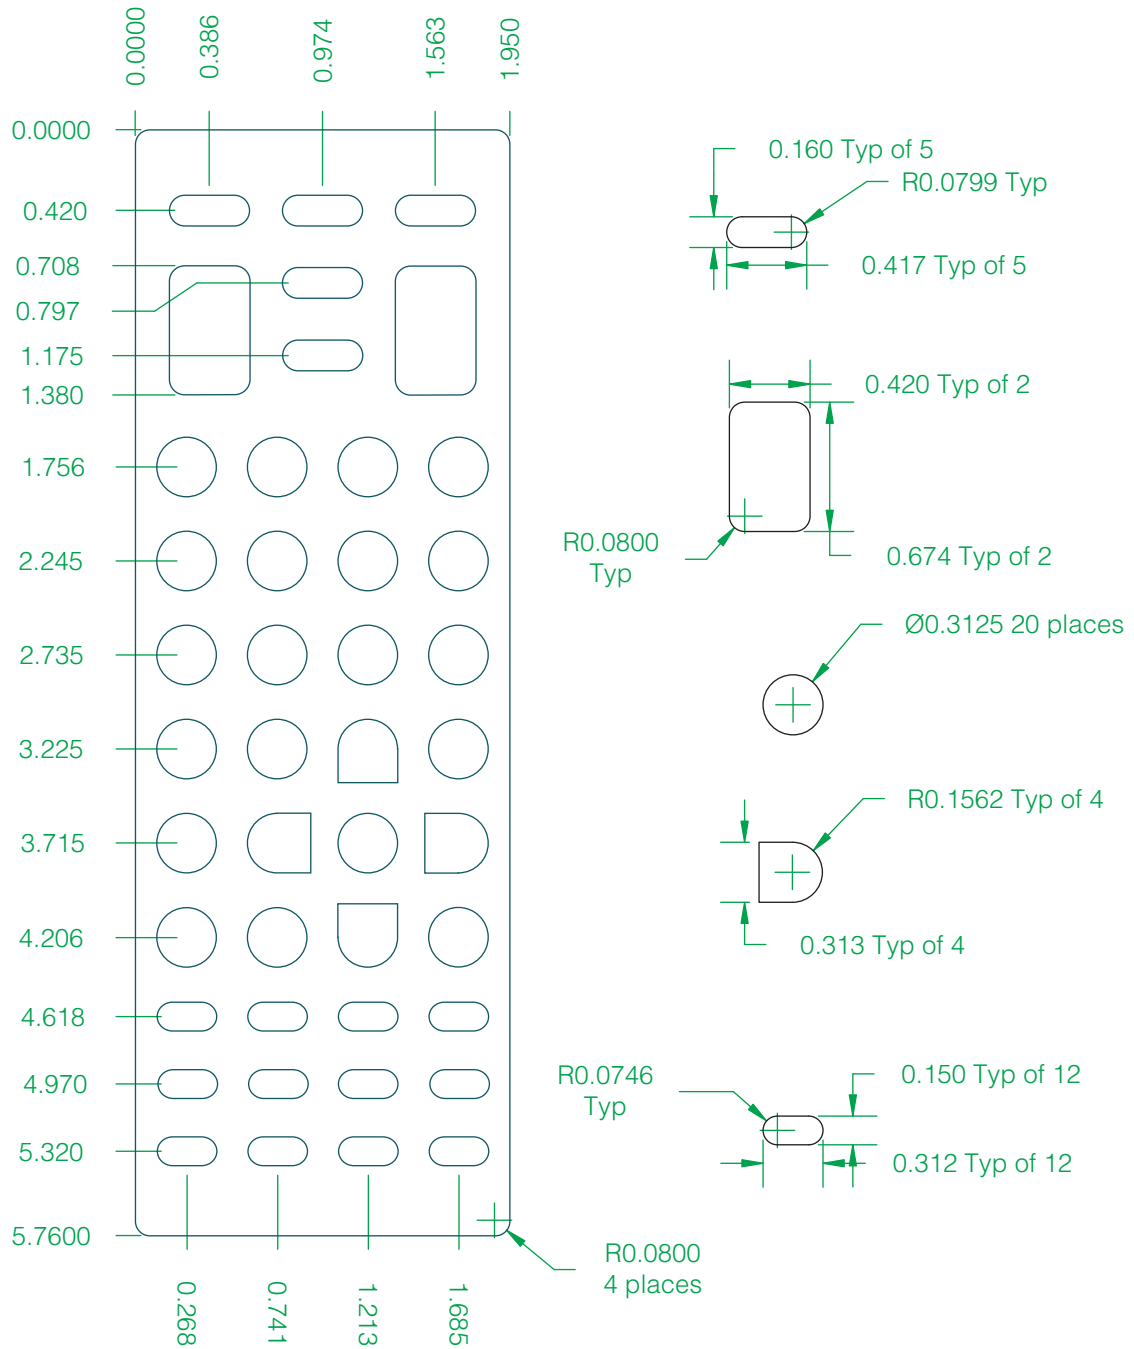 0.0000
0.386
0.974
1.563
1.950
0.0000
0.420
0.708
0.797
1.175
1.380
1.756
2.245
2.735
3.225
3.715
4.206
4.618
4.970
5.320
5.7600
0.268
0.741
1.213
1.685
R0.0800
4 places
0.160 Typ of 5
R0.0799 Typ
0.417 Typ of 5
0.420 Typ of 2
R0.0800
Typ
0.674 Typ of 2
Ø0.3125 20 places
R0.1562 Typ of 4
0.313 Typ of 4
R0.0746
Typ
0.150 Typ of 12
0.312 Typ of 12